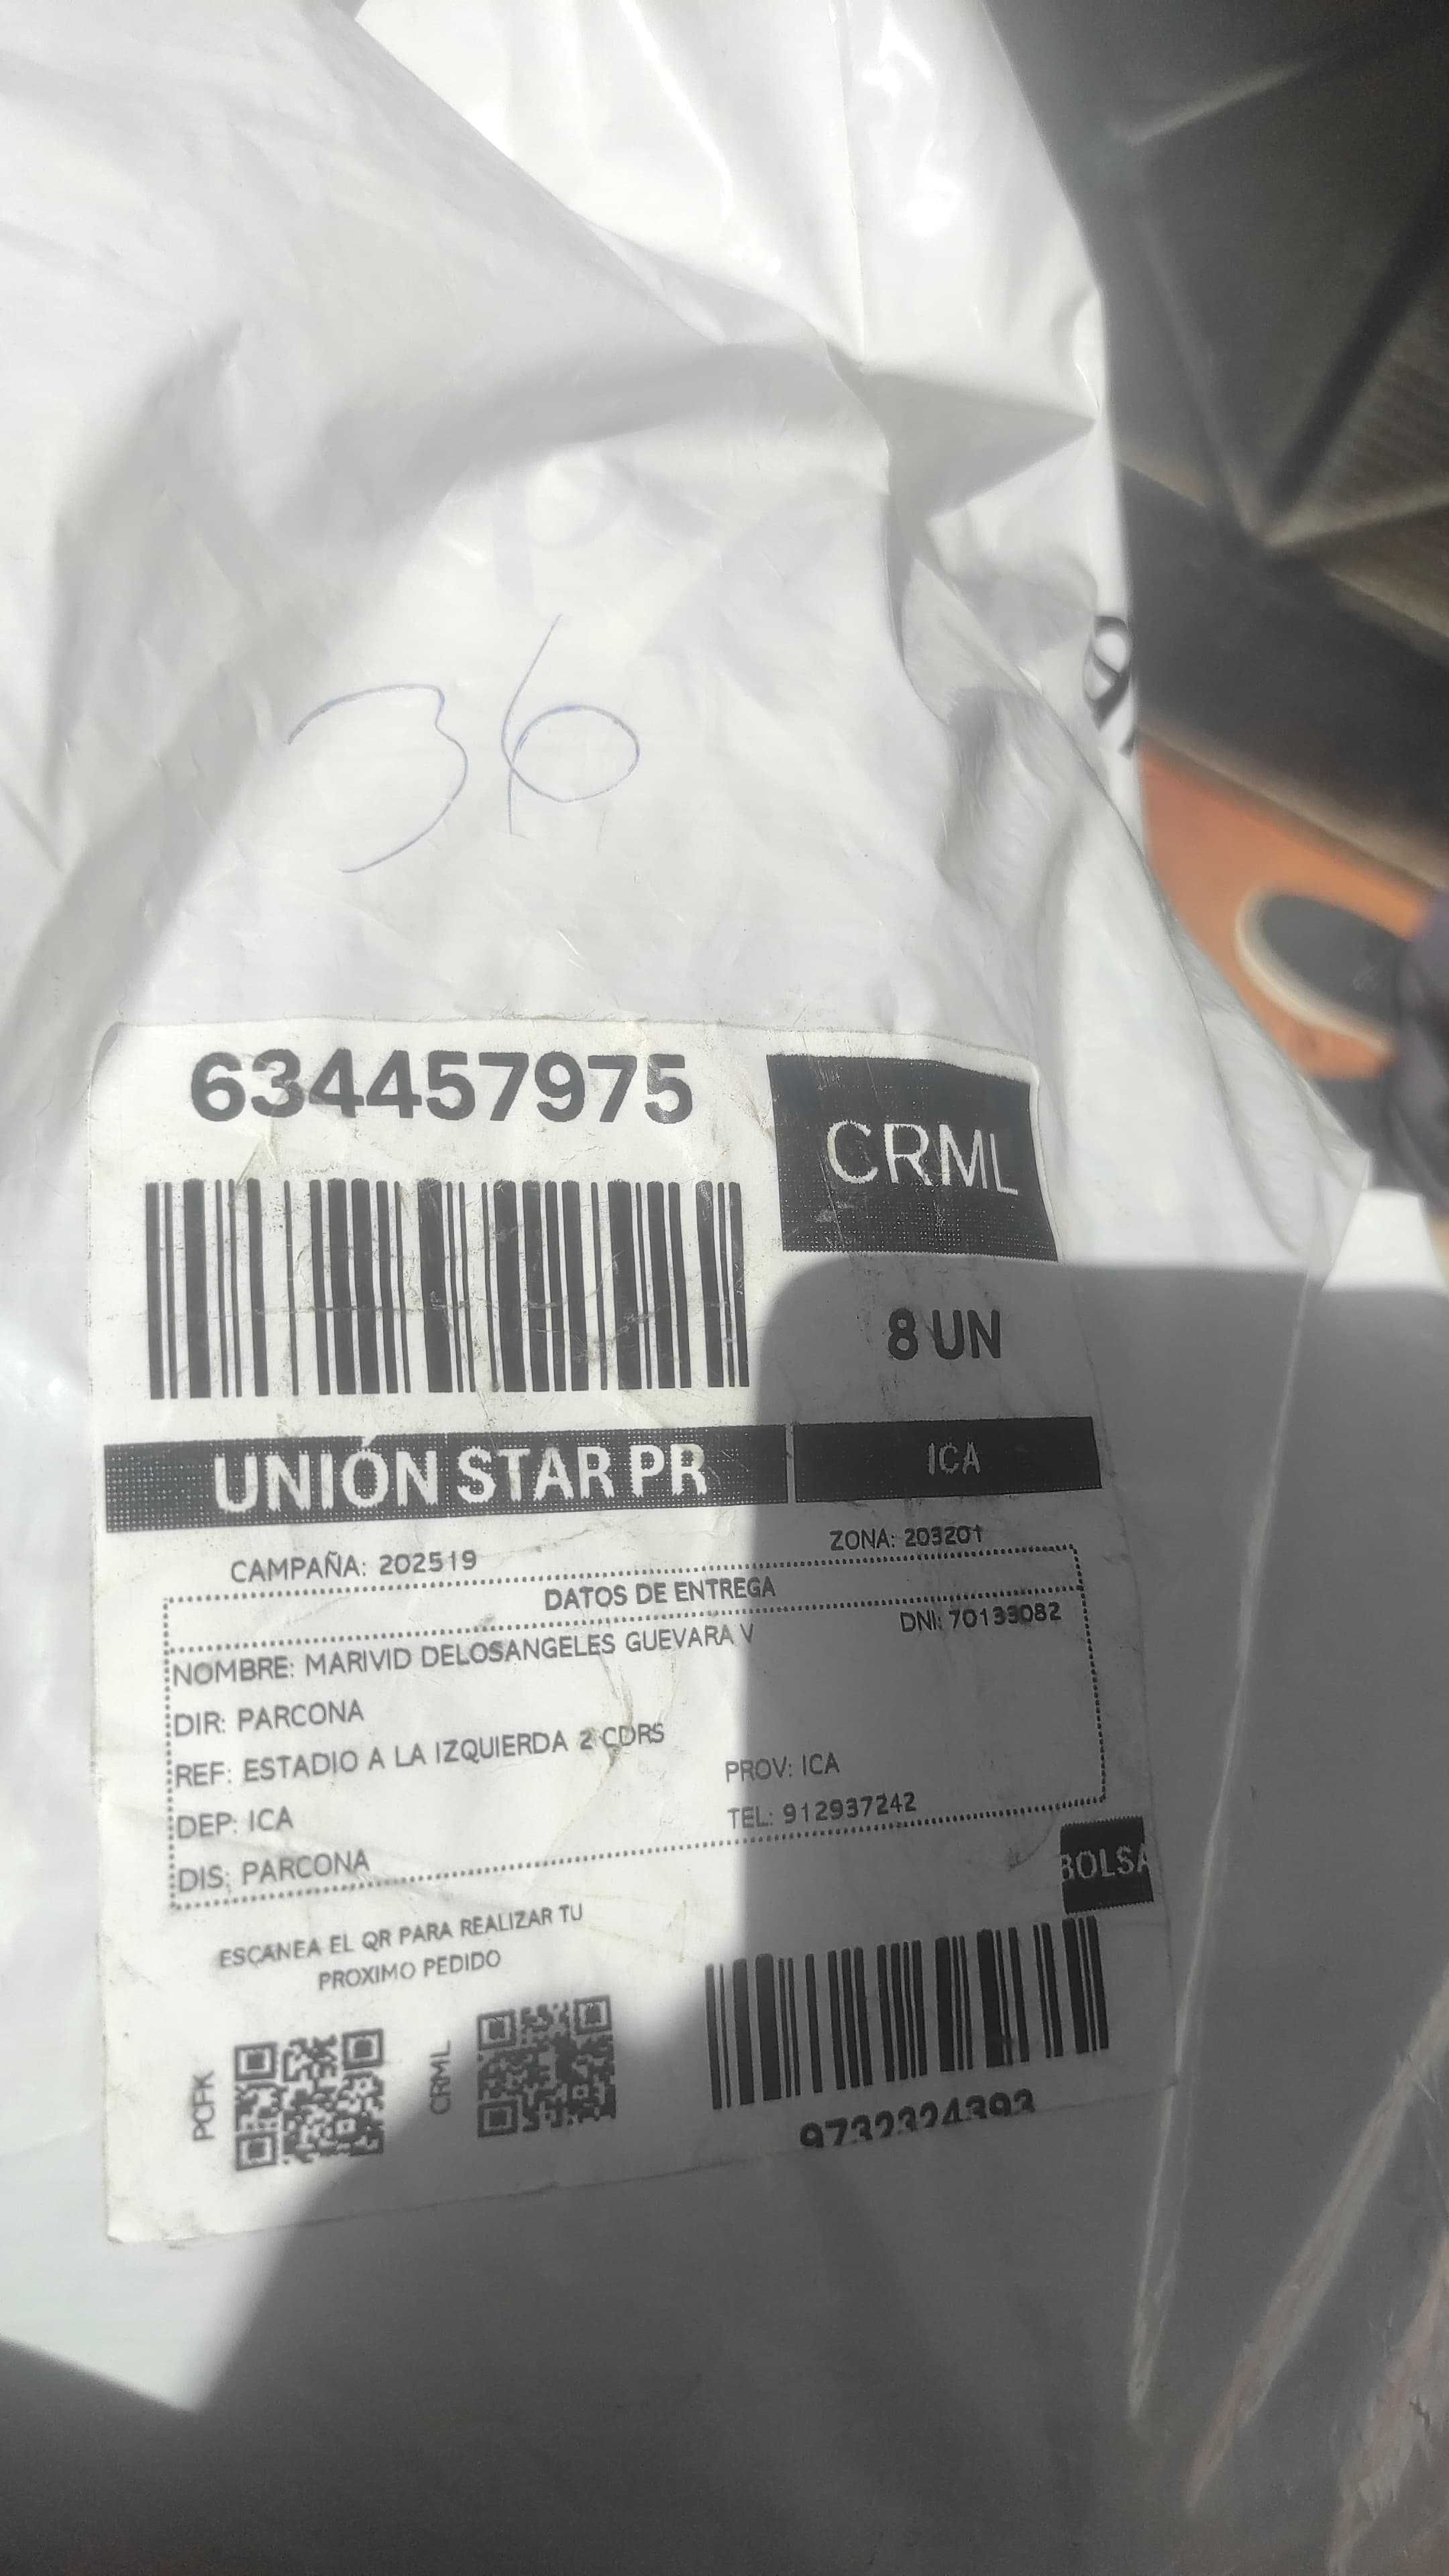 36
634457975
CRML
8 UN
UNIÓN STAR PR
ICA
CAMPAÑA: 202519
ZONA: 203201
DATOS DE ENTREGA
NOMBRE: MARIVID DELOSANGELES GUEVARA V
DNI: 70133082
DIR: PARCONA
REF: ESTADIO A LA IZQUIERDA 2 CDRS
DEP: ICA
PROV: ICA
DIS: PARCONA
TEL: 912937242
BOLSA
ESCANEA EL QR PARA REALIZAR TU
PROXIMO PEDIDO
PCFK
CRML
9732324393